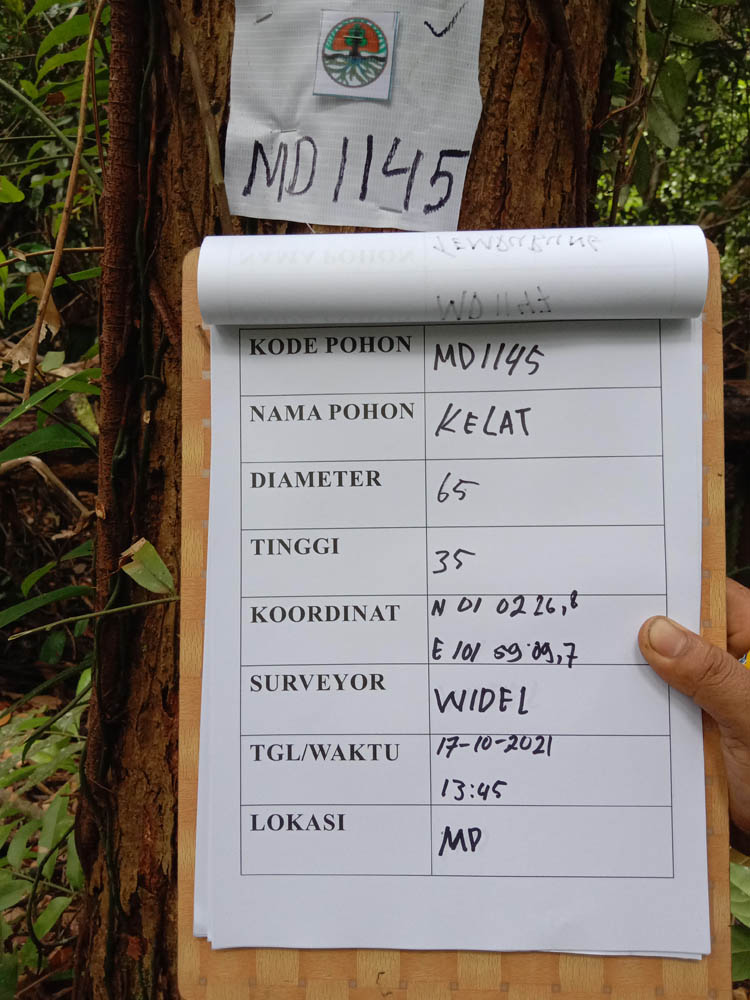 MD1145
KODE POHON MD1145
NAMA POHON KELAT
DIAMETER 65
TINGGI 35
KOORDINAT N 01 02 26,8
E 101 59 09,7
SURVEYOR WIDEL
TGL/WAKTU 17-10-2021
13:45
LOKASI MD